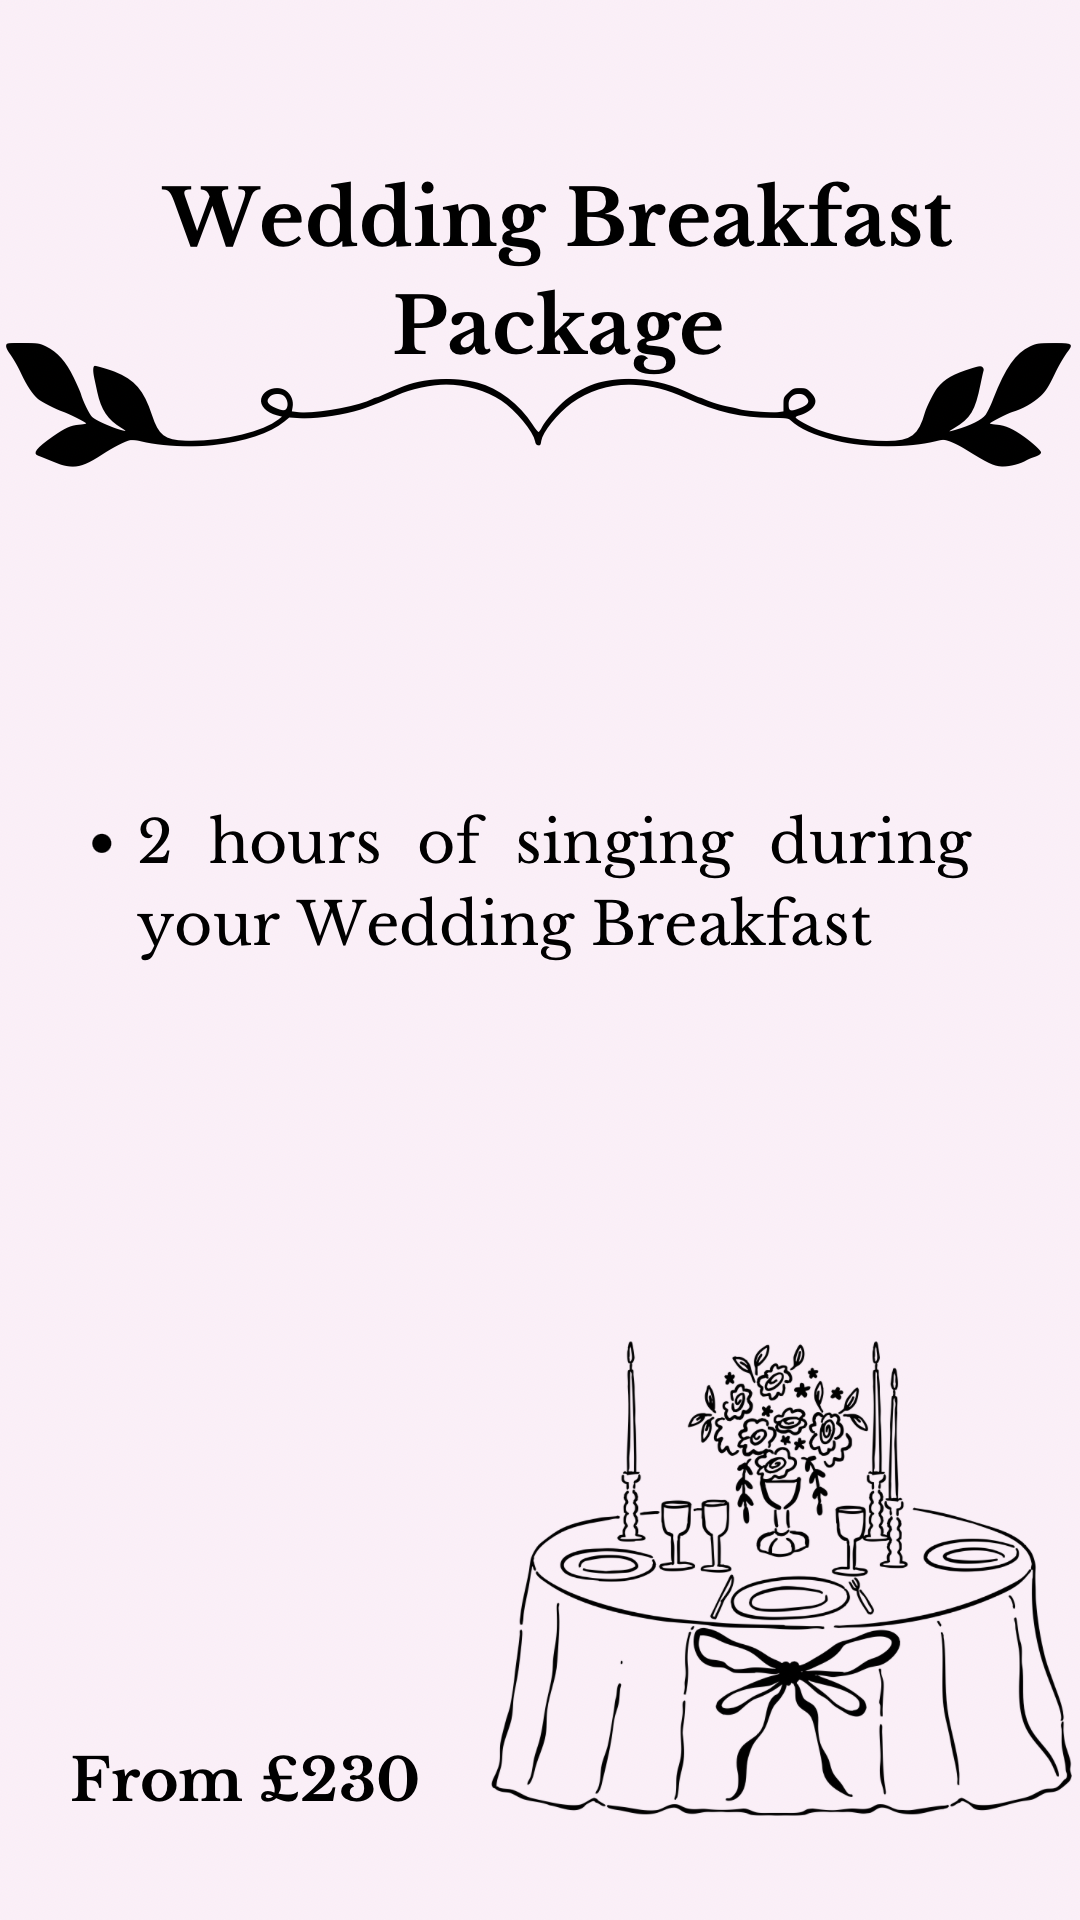 Wedding Breakfast
Package
• 2 hours of singing during
your Wedding Breakfast
From £230